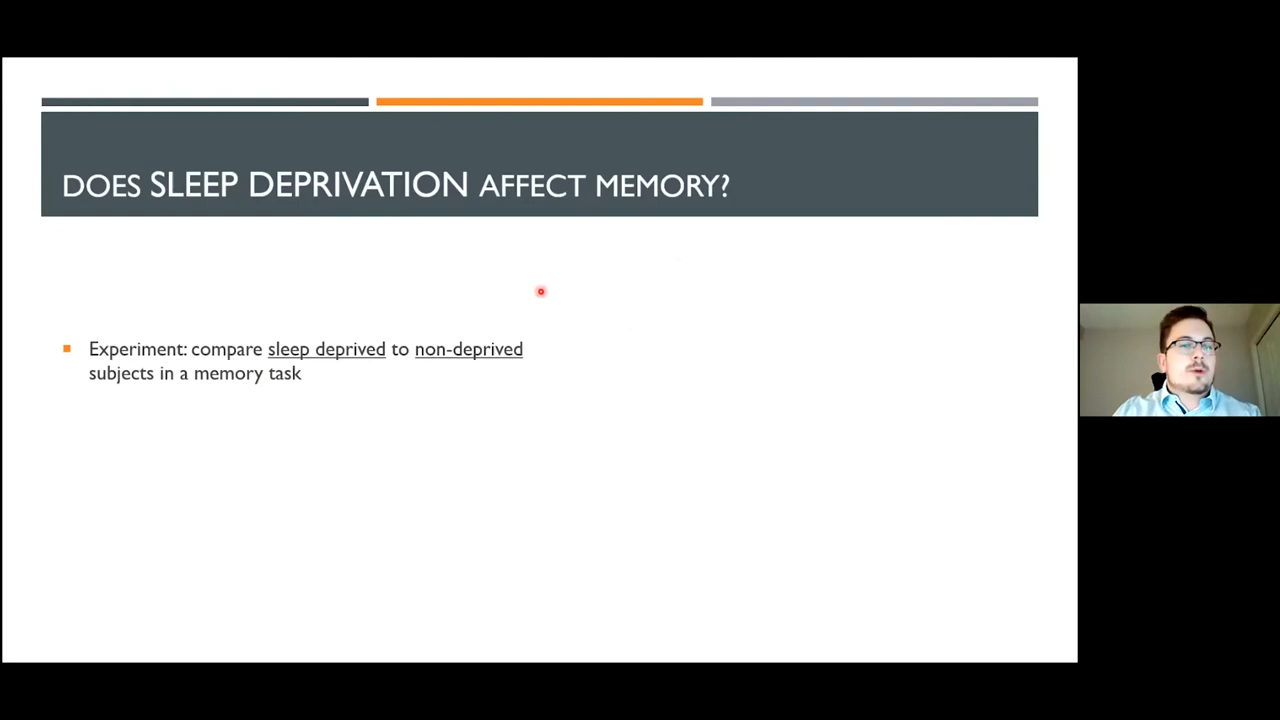 DOES SLEEP DEPRIVATION AFFECT MEMORY?
Experiment: compare sleep deprived to non-deprived
subjects in a memory task